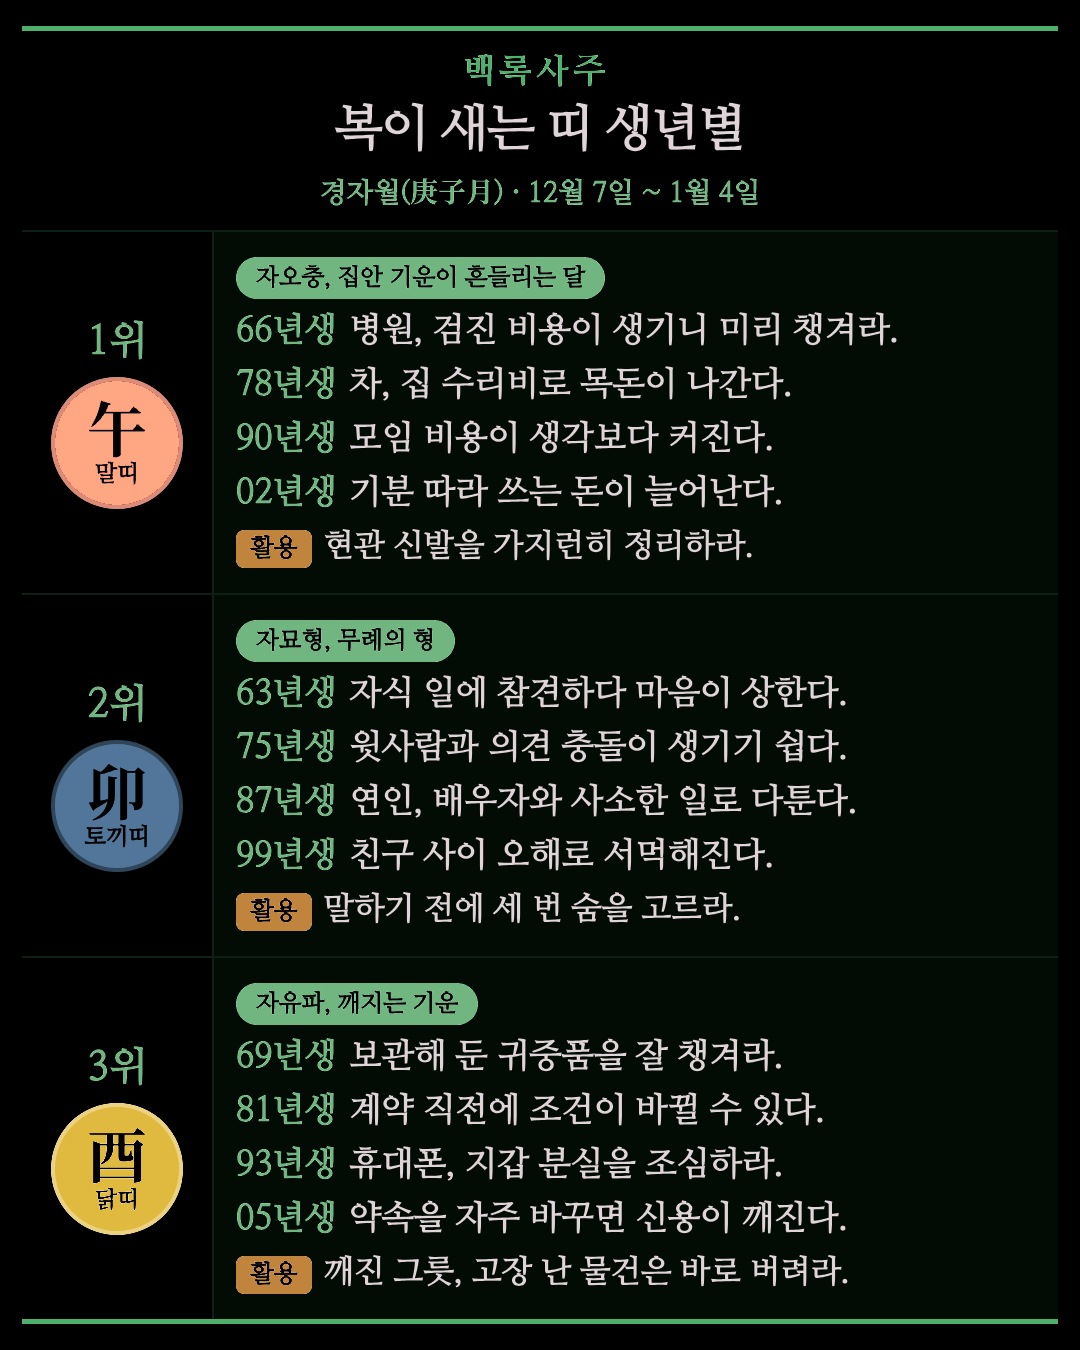 백록사주
복이 새는 띠 생년별
경자월(庚子月) · 12월 7일 ~ 1월 4일
1위
午
말띠
자오충, 집안 기운이 흔들리는 달
66년생 병원, 검진 비용이 생기니 미리 챙겨라.
78년생 차, 집 수리비로 목돈이 나간다.
90년생 모임 비용이 생각보다 커진다.
02년생 기분 따라 쓰는 돈이 늘어난다.
활용 현관 신발을 가지런히 정리하라.
2위
卯
토끼띠
자묘형, 무례의 형
63년생 자식 일에 참견하다 마음이 상한다.
75년생 윗사람과 의견 충돌이 생기기 쉽다.
87년생 연인, 배우자와 사소한 일로 다툰다.
99년생 친구 사이 오해로 서먹해진다.
활용 말하기 전에 세 번 숨을 고르라.
3위
酉
닭띠
자유파, 깨지는 기운
69년생 보관해 둔 귀중품을 잘 챙겨라.
81년생 계약 직전에 조건이 바뀔 수 있다.
93년생 휴대폰, 지갑 분실을 조심하라.
05년생 약속을 자주 바꾸면 신용이 깨진다.
활용 깨진 그릇, 고장 난 물건은 바로 버려라.